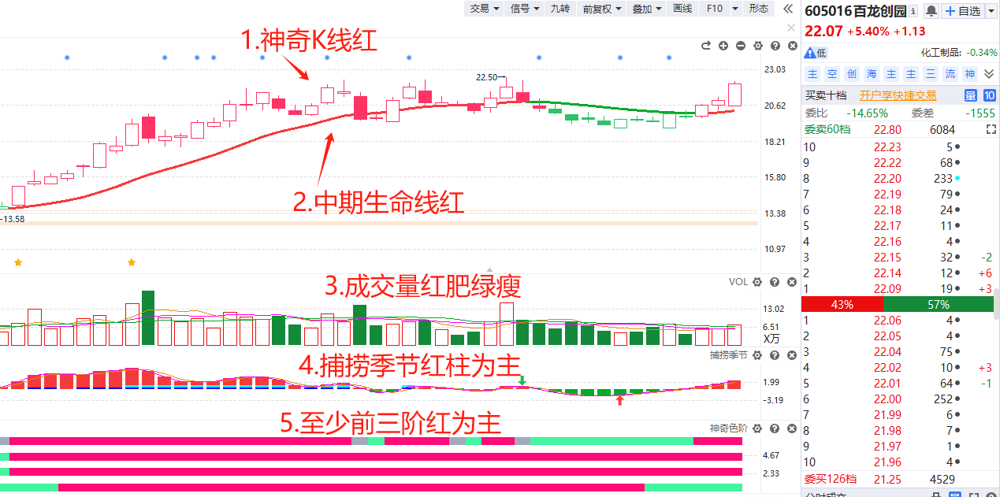 交易 信号 九转 前复权 叠加 画线 F10 形态
605016百龙创园
自选
22.07 +5.40% +1.13
低
化工制品: -0.34%
主 空 创 海 主 主 三 流 神
买卖十档 开户享快捷交易 量 10
委比 -14.65% 委差 -1555
委卖60档 22.80 6084
10 22.23 5
9 22.22 68
8 22.20 233
7 22.19 79
6 22.18 24
5 22.17 11
4 22.16 4
3 22.15 32 -2
2 22.14 12 +6
1 22.09 19 +3
43% 57%
1 22.06 4
2 22.05 4
3 22.04 75
4 22.02 10 +3
5 22.01 64 -1
6 22.00 252
7 21.99 6
8 21.98 7
9 21.97 1
10 21.96 4
委买126档 21.25 4529
1.神奇K线红
22.50
23.03
20.62
18.21
15.80
13.38
10.97
2.中期生命线红
13.58
3.成交量红肥绿瘦
VOL
13.02
6.51
X万
4.捕捞季节红柱为主
捕捞季节
1.99
-3.19
5.至少前三阶红为主
神奇色阶
4.67
2.33